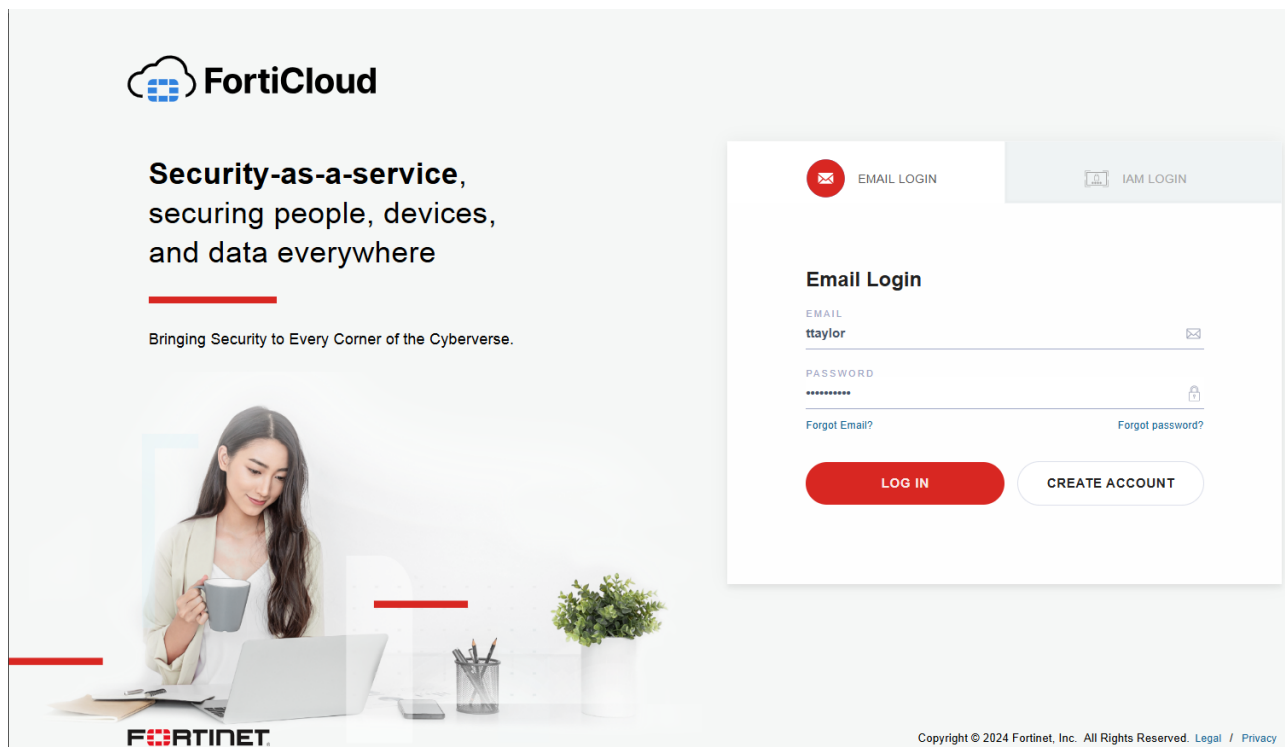 FortiCloud
Security-as-a-service,
securing people, devices,
and data everywhere
Bringing Security to Every Corner of the Cyberverse.
EMAIL LOGIN
IAM LOGIN
Email Login
EMAIL
ttaylor
PASSWORD
••••••••••
Forgot Email?
Forgot password?
LOG IN
CREATE ACCOUNT
FORTINET
Copyright © 2024 Fortinet, Inc. All Rights Reserved. Legal / Privacy